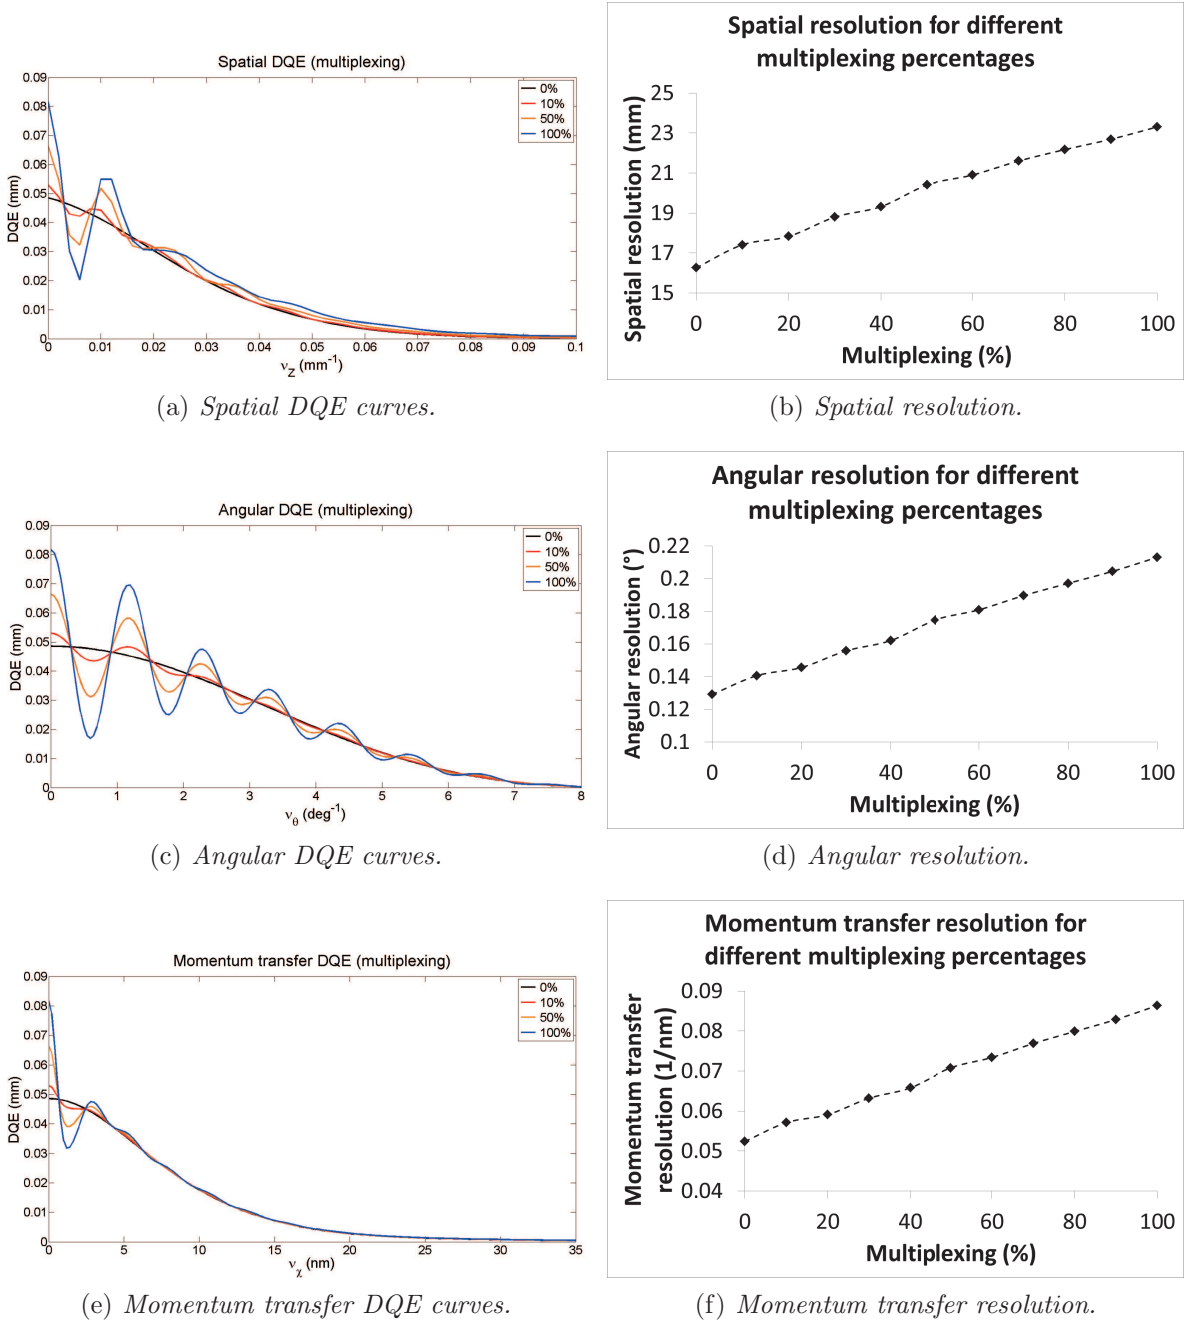 Spatial DQE (multiplexing)
DQE (mm)
0.09
0.08
0.07
0.06
0.05
0.04
0.03
0.02
0.01
0
0 0.01 0.02 0.03 0.04 0.05 0.06 0.07 0.08 0.09 0.1
νZ (mm-1)
0%
10%
50%
100%
(a) Spatial DQE curves.
Spatial resolution for different
multiplexing percentages
Spatial resolution (mm)
25
23
21
19
17
15
0 20 40 60 80 100
Multiplexing (%)
(b) Spatial resolution.
Angular DQE (multiplexing)
DQE (mm)
0.09
0.08
0.07
0.06
0.05
0.04
0.03
0.02
0.01
0
0 1 2 3 4 5 6 7 8
νθ (deg-1)
0%
10%
50%
100%
(c) Angular DQE curves.
Angular resolution for different
multiplexing percentages
Angular resolution (°)
0.22
0.2
0.18
0.16
0.14
0.12
0.1
0 20 40 60 80 100
Multiplexing (%)
(d) Angular resolution.
Momentum transfer DQE (multiplexing)
DQE (mm)
0.09
0.08
0.07
0.06
0.05
0.04
0.03
0.02
0.01
0
0 5 10 15 20 25 30 35
νχ (nm)
0%
10%
50%
100%
(e) Momentum transfer DQE curves.
Momentum transfer resolution for
different multiplexing percentages
Momentum transfer
resolution (1/nm)
0.09
0.08
0.07
0.06
0.05
0.04
0 20 40 60 80 100
Multiplexing (%)
(f) Momentum transfer resolution.